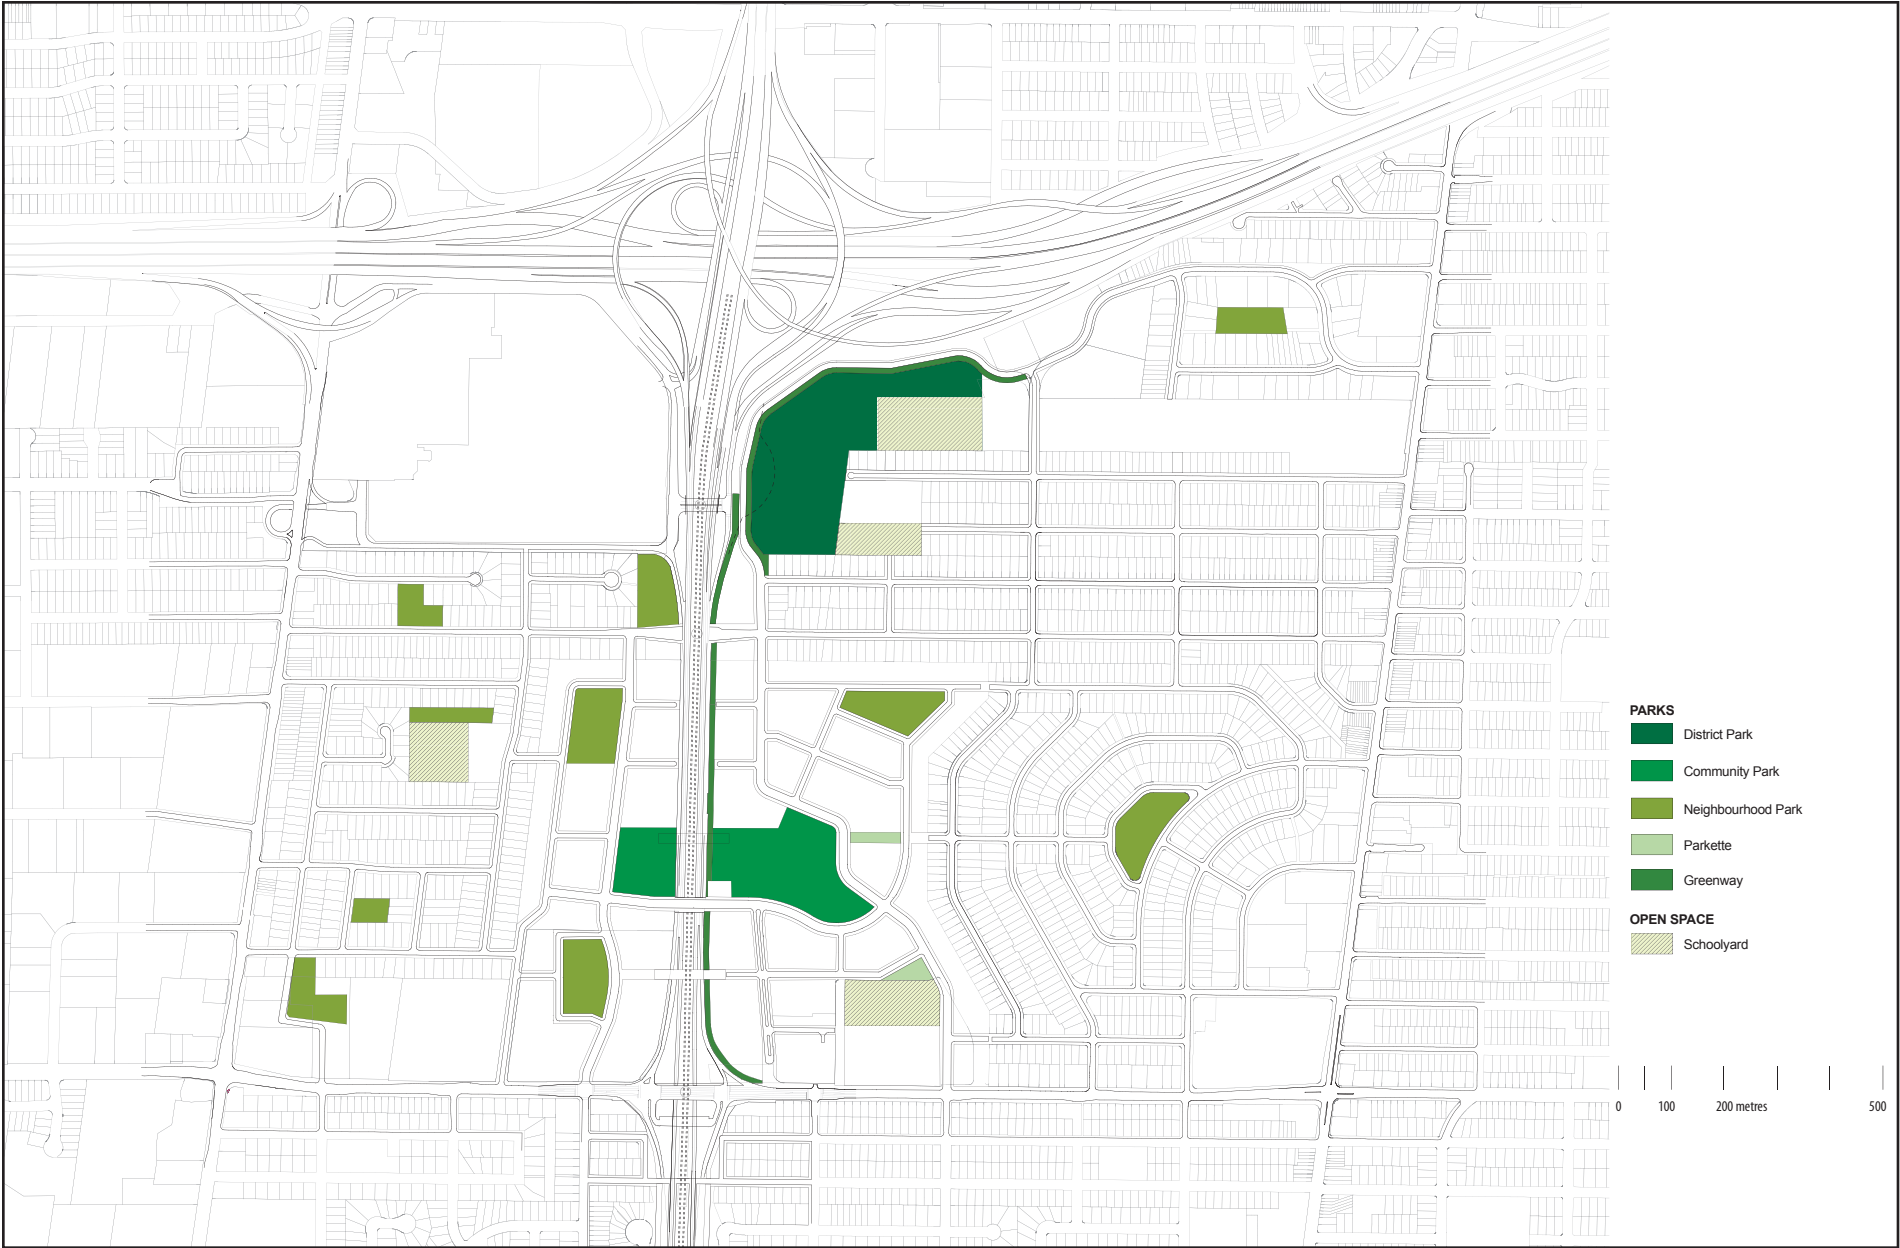 PARKS
District Park
Community Park
Neighbourhood Park
Parkette
Greenway
OPEN SPACE
Schoolyard
0 100 200 metres 500